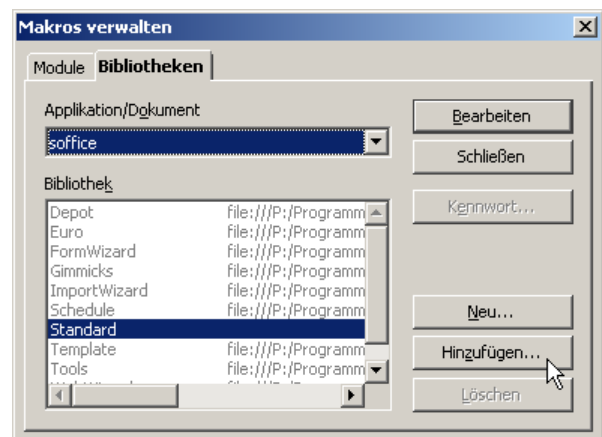 Makros verwalten
Module Bibliotheken
Applikation/Dokument
soffice
Bibliothek
Depot file:///P:/Programm
Euro file:///P:/Programm
FormWizard file:///P:/Programm
Gimmicks file:///P:/Programm
ImportWizard file:///P:/Programm
Schedule file:///P:/Programm
Standard
Template file:///P:/Programm
Tools file:///P:/Programm
Bearbeiten
Schließen
Kennwort...
Neu...
Hinzufügen...
Löschen